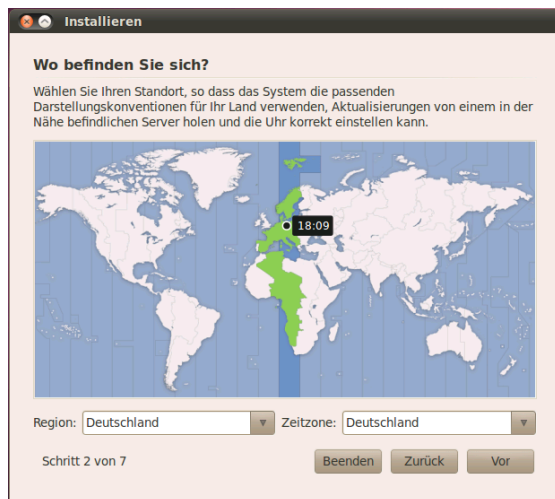 Installieren
Wo befinden Sie sich?
Wählen Sie Ihren Standort, so dass das System die passenden
Darstellungskonventionen für Ihr Land verwenden, Aktualisierungen von einem in der
Nähe befindlichen Server holen und die Uhr korrekt einstellen kann.
18:09
Region: Deutschland Zeitzone: Deutschland
Schritt 2 von 7 Beenden Zurück Vor